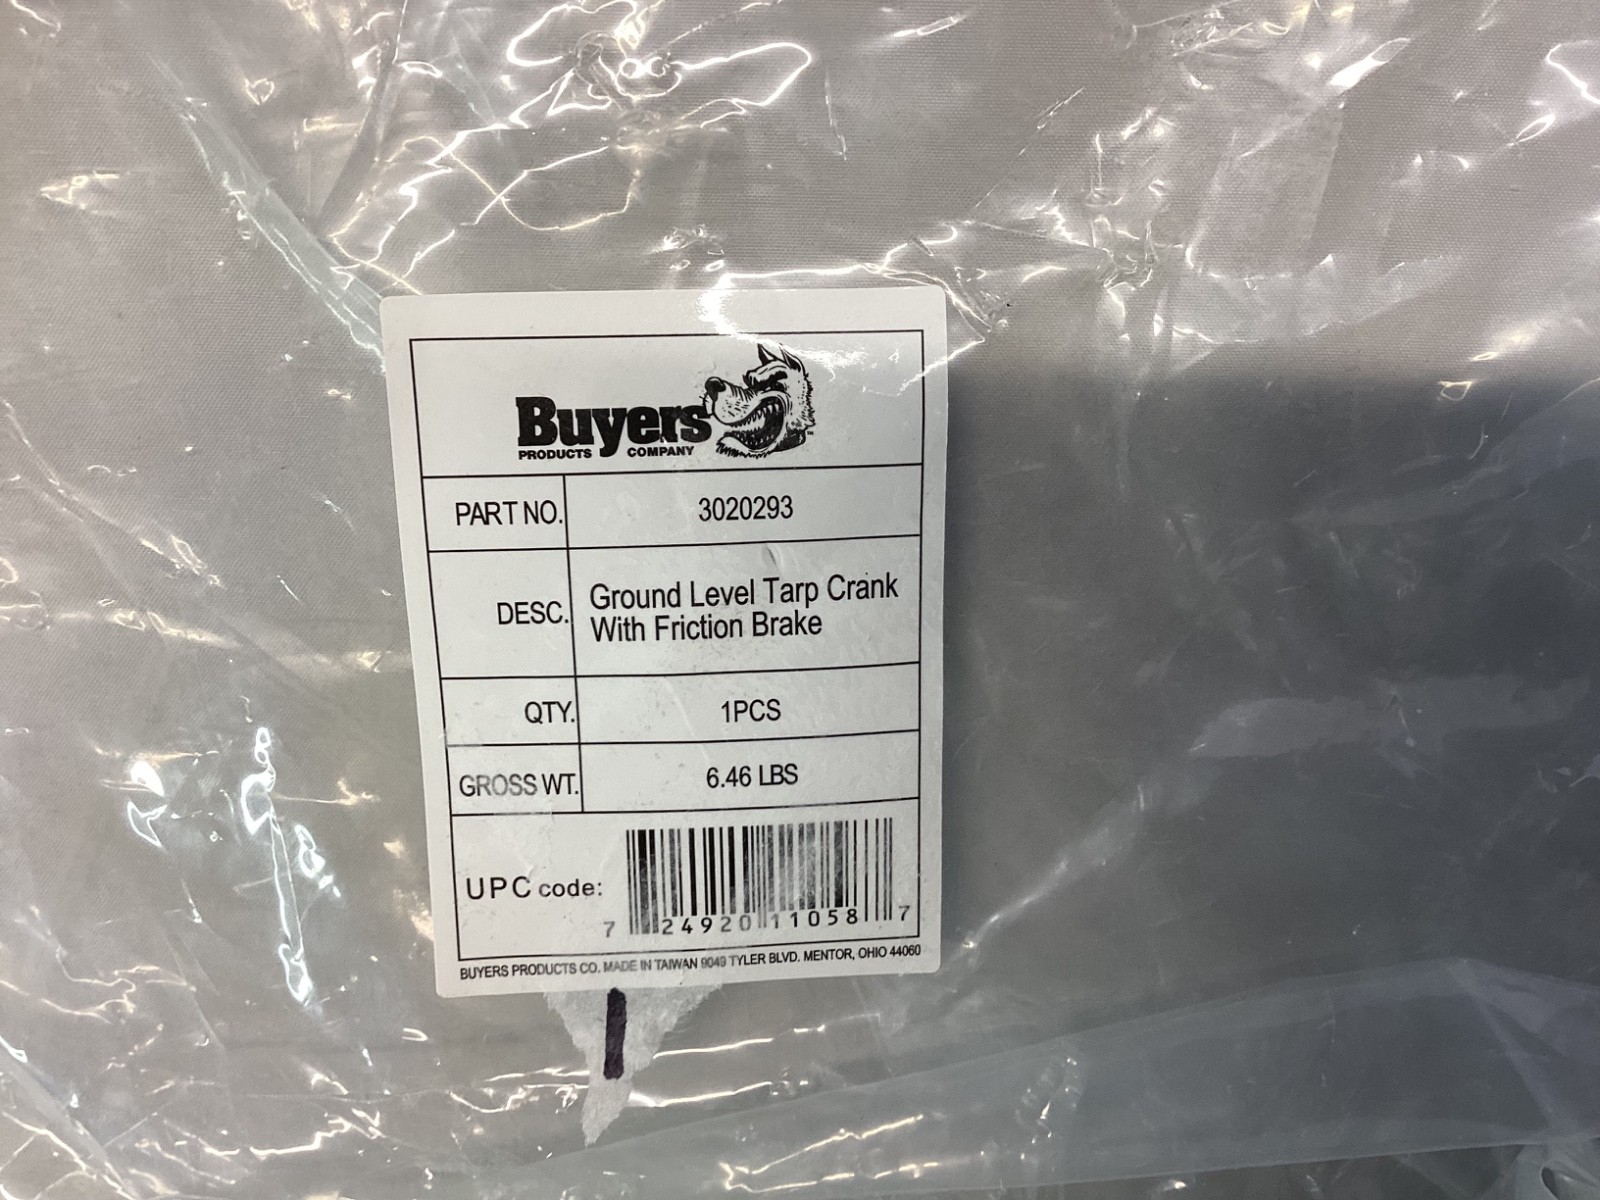 Buyers
PRODUCTS COMPANY ™
PART NO. 3020293
DESC. Ground Level Tarp Crank
With Friction Brake
QTY. 1PCS
GROSS WT. 6.46 LBS
UPC code: 7 24920 11058 7
BUYERS PRODUCTS CO. MADE IN TAIWAN 9049 TYLER BLVD. MENTOR, OHIO 44060